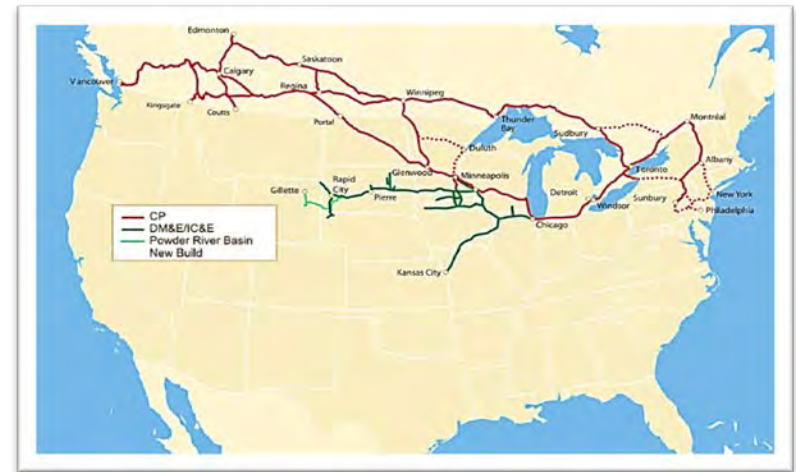 Edmonton
Saskatoon
Vancouver
Calgary
Regina
Winnipeg
Kingsgate
Coutts
Portal
Thunder
Bay
Sudbury
Montréal
Duluth
Albany
Glenwood
Minneapolis
Toronto
Rapid
City
Gillette
Pierre
Detroit
Windsor
Sunbury
New York
Philadelphia
Chicago
Kansas City
CP
DM&E/IC&E
Powder River Basin
New Build